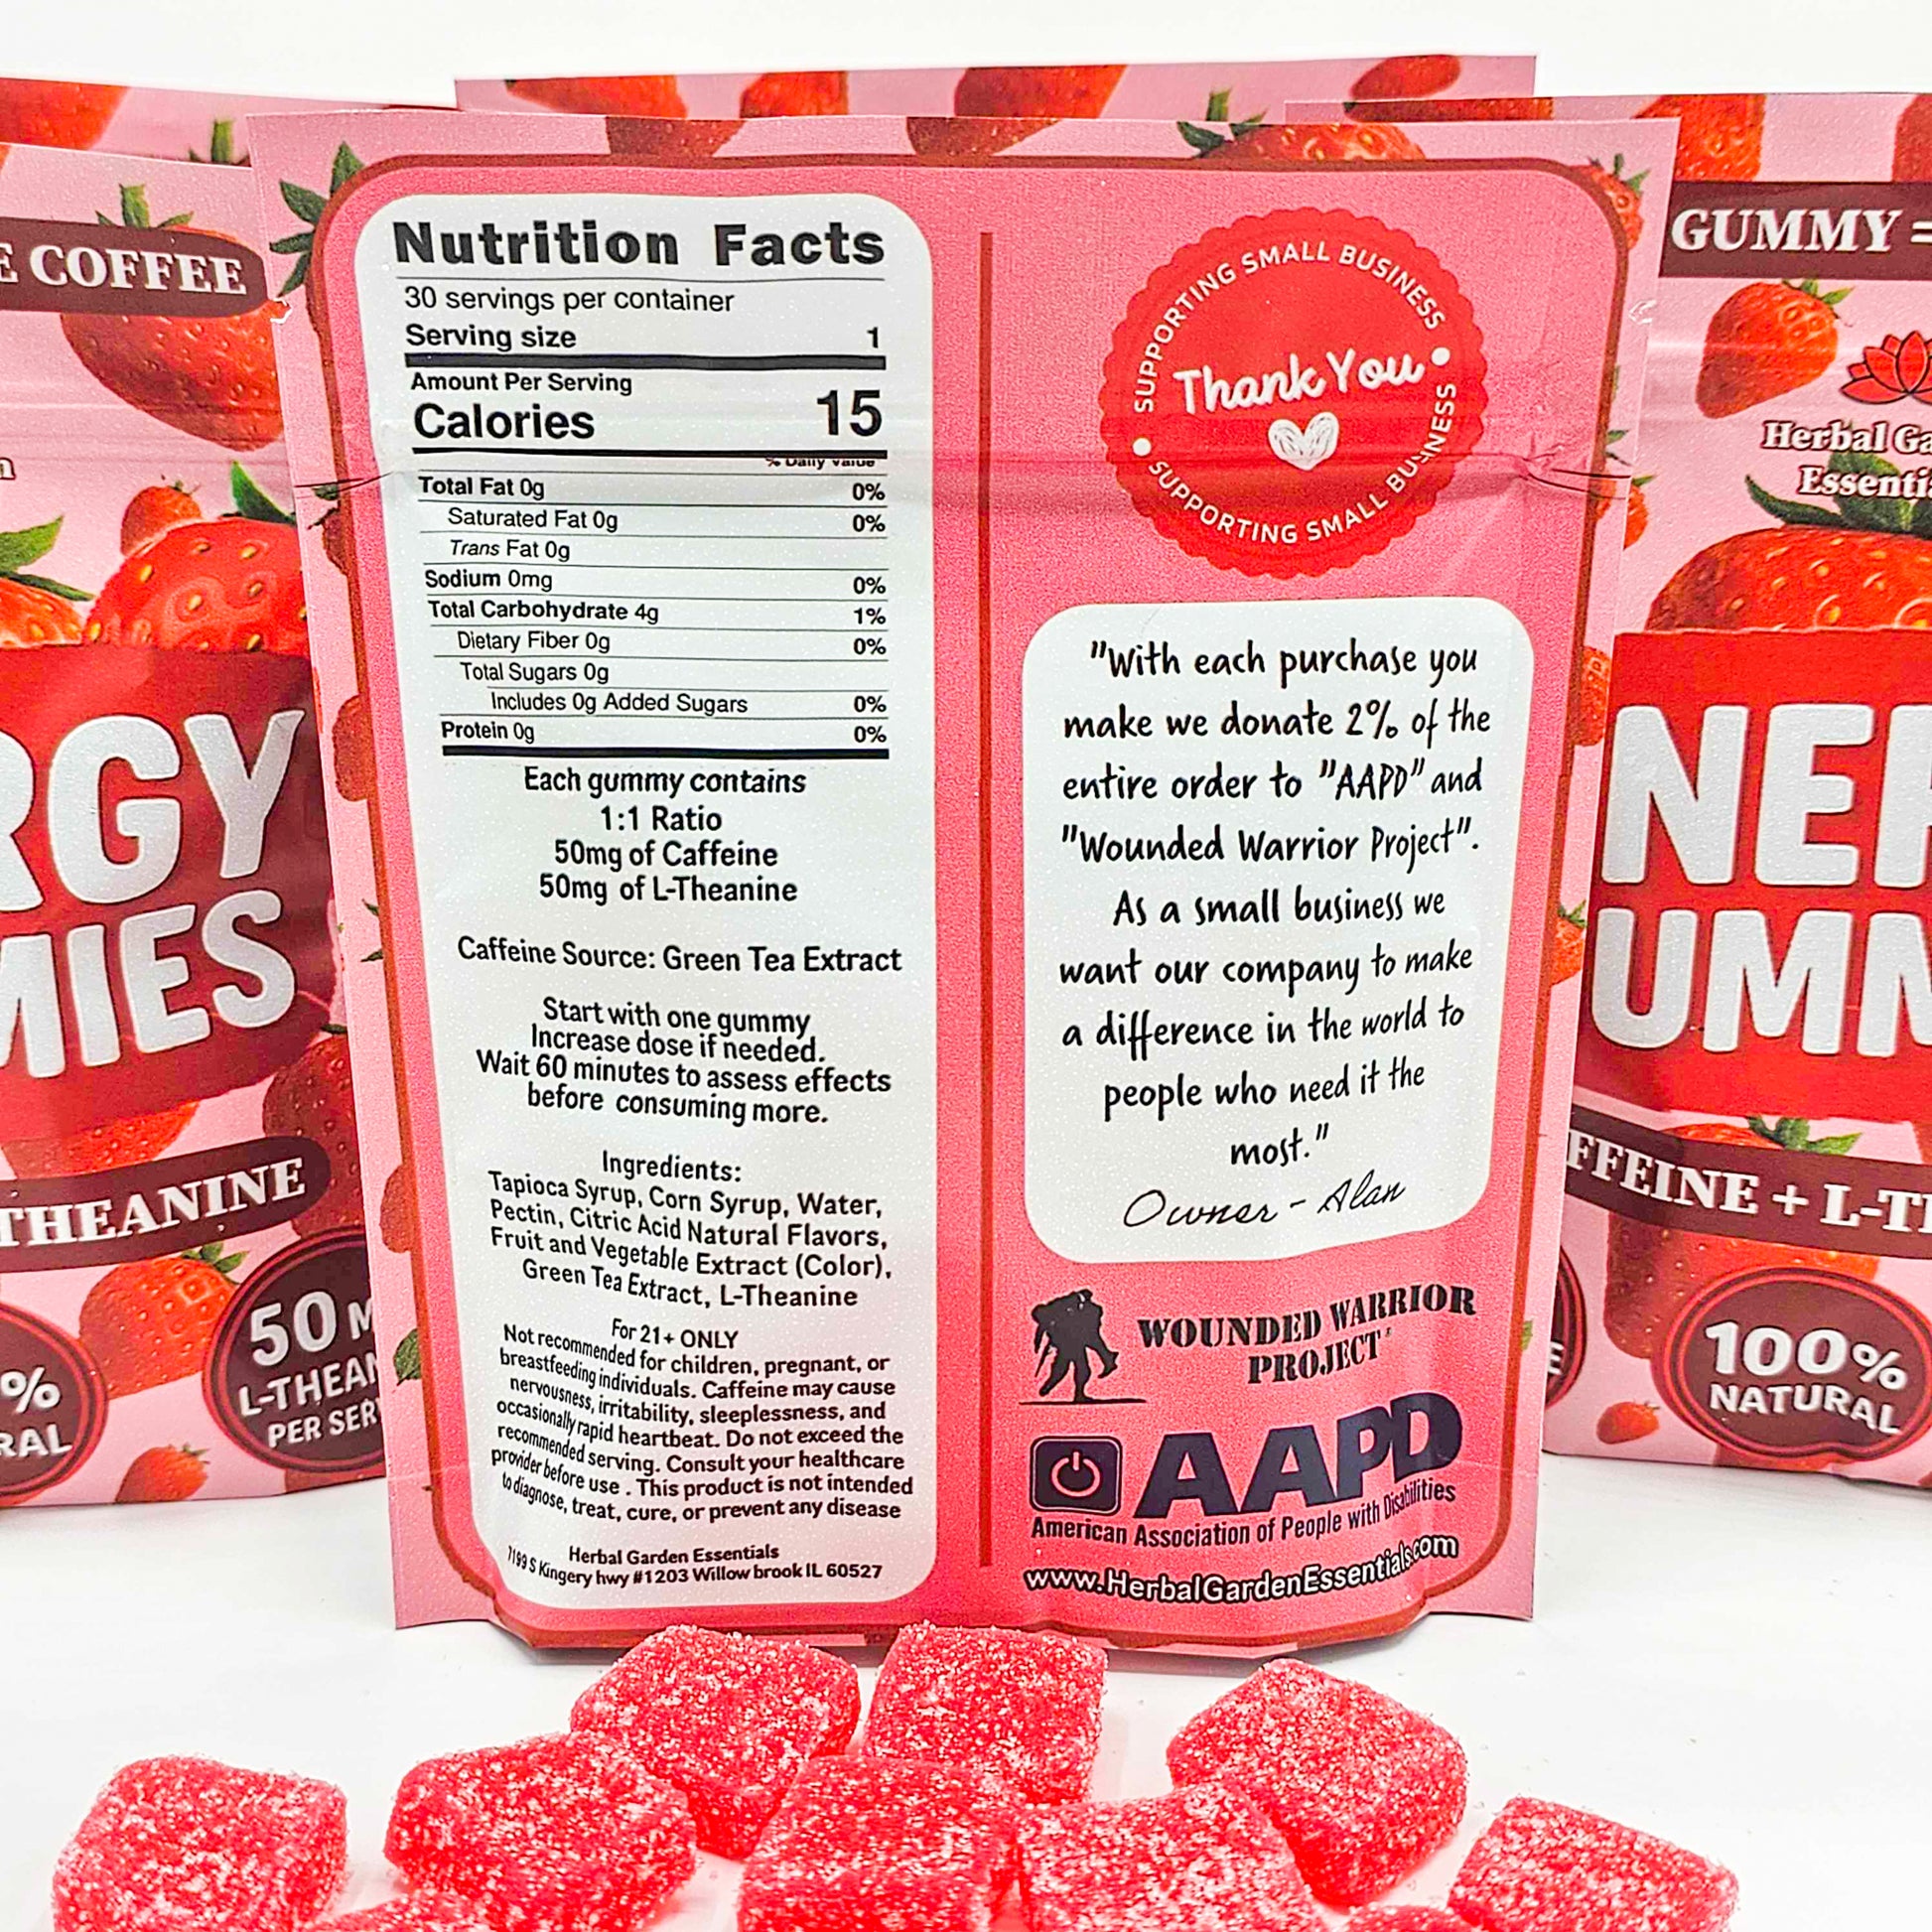 E COFFEE
RGY
MIES
THEANINE
%
RAL
50M
L-THEAN
PER SER
Nutrition Facts
30 servings per container
Serving size 1
Amount Per Serving
Calories 15
% Daily Value
Total Fat 0g 0%
Saturated Fat 0g 0%
Trans Fat 0g
Sodium 0mg 0%
Total Carbohydrate 4g 1%
Dietary Fiber 0g 0%
Total Sugars 0g
Includes 0g Added Sugars 0%
Protein 0g 0%
Each gummy contains
1:1 Ratio
50mg of Caffeine
50mg of L-Theanine
Caffeine Source: Green Tea Extract
Start with one gummy
Increase dose if needed.
Wait 60 minutes to assess effects
before consuming more.
Ingredients:
Tapioca Syrup, Corn Syrup, Water,
Pectin, Citric Acid Natural Flavors,
Fruit and Vegetable Extract (Color),
Green Tea Extract, L-Theanine
For 21+ ONLY
Not recommended for children, pregnant, or
breastfeeding individuals. Caffeine may cause
nervousness, irritability, sleeplessness, and
occasionally rapid heartbeat. Do not exceed the
recommended serving. Consult your healthcare
provider before use . This product is not intended
to diagnose, treat, cure, or prevent any disease
Herbal Garden Essentials
7199 S Kingery hwy #1203 Willow brook IL 60527
SUPPORTING SMALL BUSINESS
Thank You
SUPPORTING SMALL BUSINESS
"With each purchase you
make we donate 2% of the
entire order to "AAPD" and
"Wounded Warrior Project".
As a small business we
want our company to make
a difference in the world to
people who need it the
most."
Owner - Alan
WOUNDED WARRIOR
PROJECT
AAPD
American Association of People with Disabilities
www.HerbalGardenEssentials.com
GUMMY =
Herbal Ga
Essentia
NER
UMM
FFEINE + L-TH
100%
NATURAL